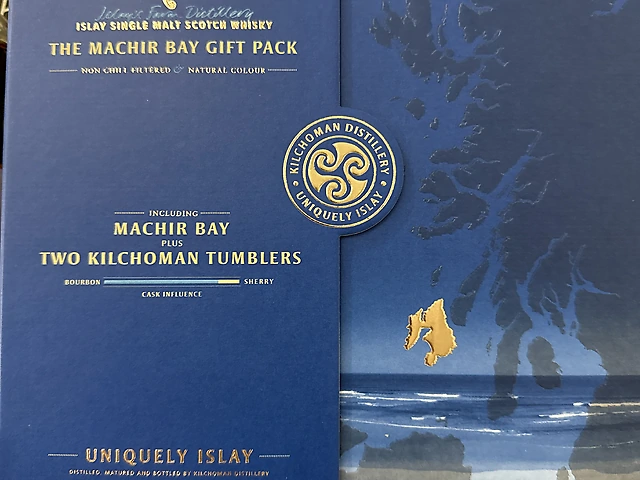 Islay's Farm Distillery
ISLAY SINGLE MALT SCOTCH WHISKY
THE MACHIR BAY GIFT PACK
NON CHILL FILTERED & NATURAL COLOUR
KILCHOMAN DISTILLERY
UNIQUELY ISLAY
INCLUDING
MACHIR BAY
PLUS
TWO KILCHOMAN TUMBLERS
BOURBON SHERRY
CASK INFLUENCE
UNIQUELY ISLAY
DISTILLED, MATURED AND BOTTLED BY KILCHOMAN DISTILLERY